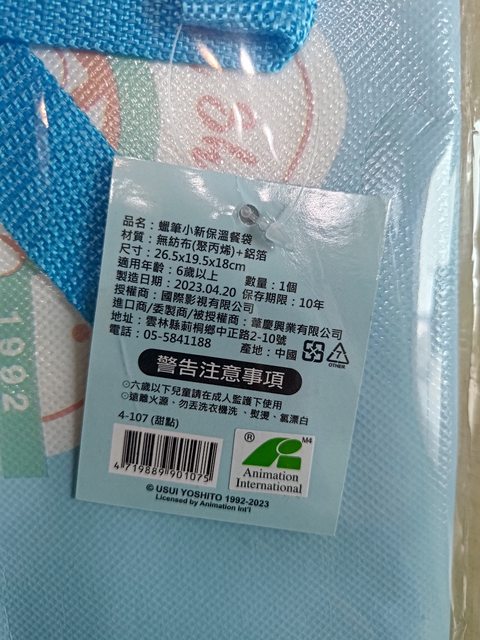 Sh
1992
品名：蠟筆小新保溫餐袋
材質：無紡布(聚丙烯)+鋁箔
尺寸：26.5x19.5x18cm
適用年齡：6歲以上 數量：1個
製造日期：2023.04.20 保存期限：10年
授權商：國際影視有限公司
進口商/委製商/被授權商：葦慶興業有限公司
地址：雲林縣莿桐鄉中正路2-10號
電話：05-5841188 產地：中國
OTHER
警告注意事項
⊙六歲以下兒童請在成人監護下使用
⊙遠離火源、勿丟洗衣機洗、熨燙、氯漂白
4-107 (甜點)
4719889901075
® M4
Animation
International
© USUI YOSHITO 1992-2023
Licensed by Animation Int'l